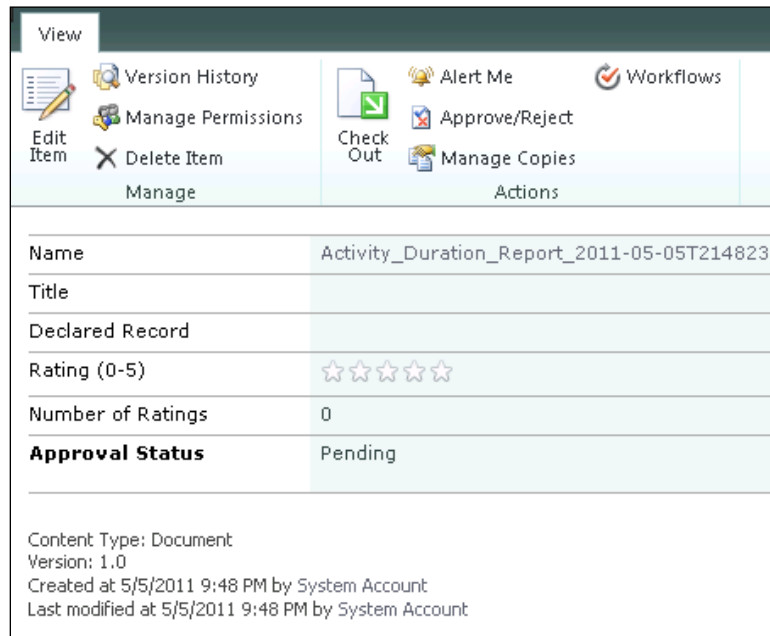 View
Edit Item
Version History
Manage Permissions
Delete Item
Manage
Check Out
Alert Me
Workflows
Approve/Reject
Manage Copies
Actions
Name Activity_Duration_Report_2011-05-05T214823
Title
Declared Record
Rating (0-5)
Number of Ratings 0
Approval Status Pending
Content Type: Document
Version: 1.0
Created at 5/5/2011 9:48 PM by System Account
Last modified at 5/5/2011 9:48 PM by System Account